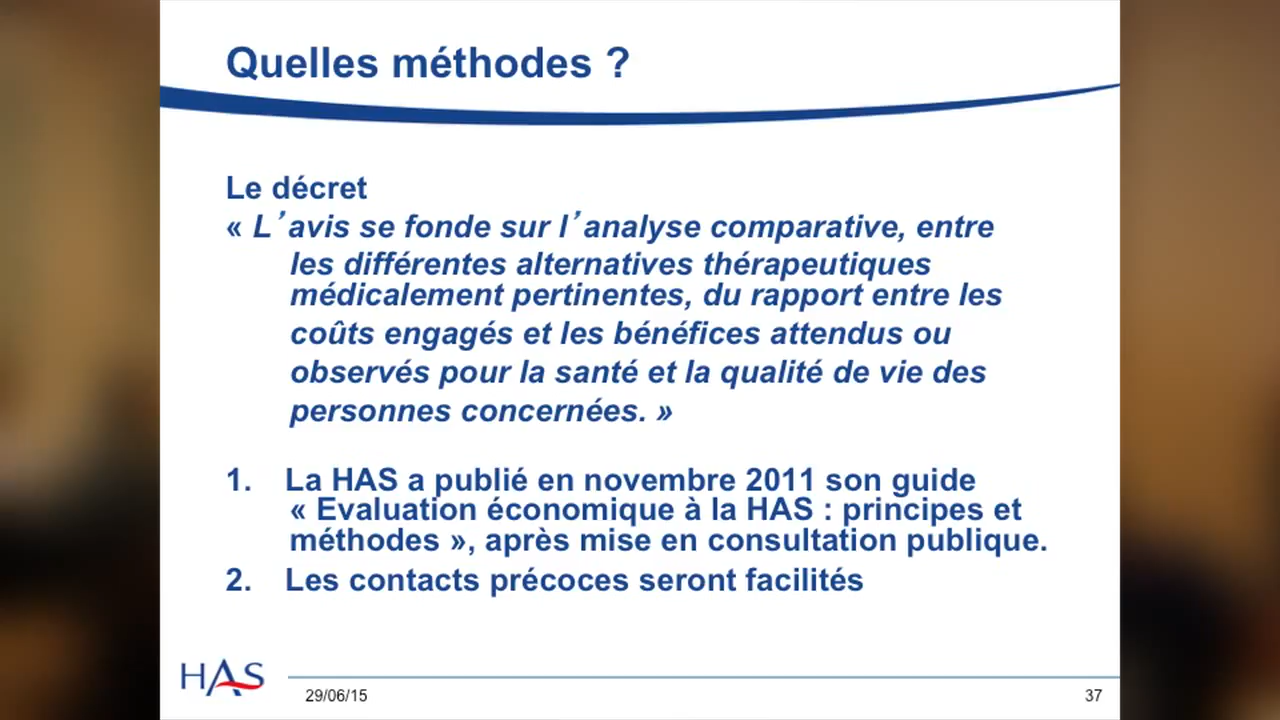 Quelles méthodes ?
Le décret
« L’avis se fonde sur l’analyse comparative, entre
les différentes alternatives thérapeutiques
médicalement pertinentes, du rapport entre les
coûts engagés et les bénéfices attendus ou
observés pour la santé et la qualité de vie des
personnes concernées. »
1. La HAS a publié en novembre 2011 son guide
« Evaluation économique à la HAS : principes et
méthodes », après mise en consultation publique.
2. Les contacts précoces seront facilités
HAS
29/06/15
37